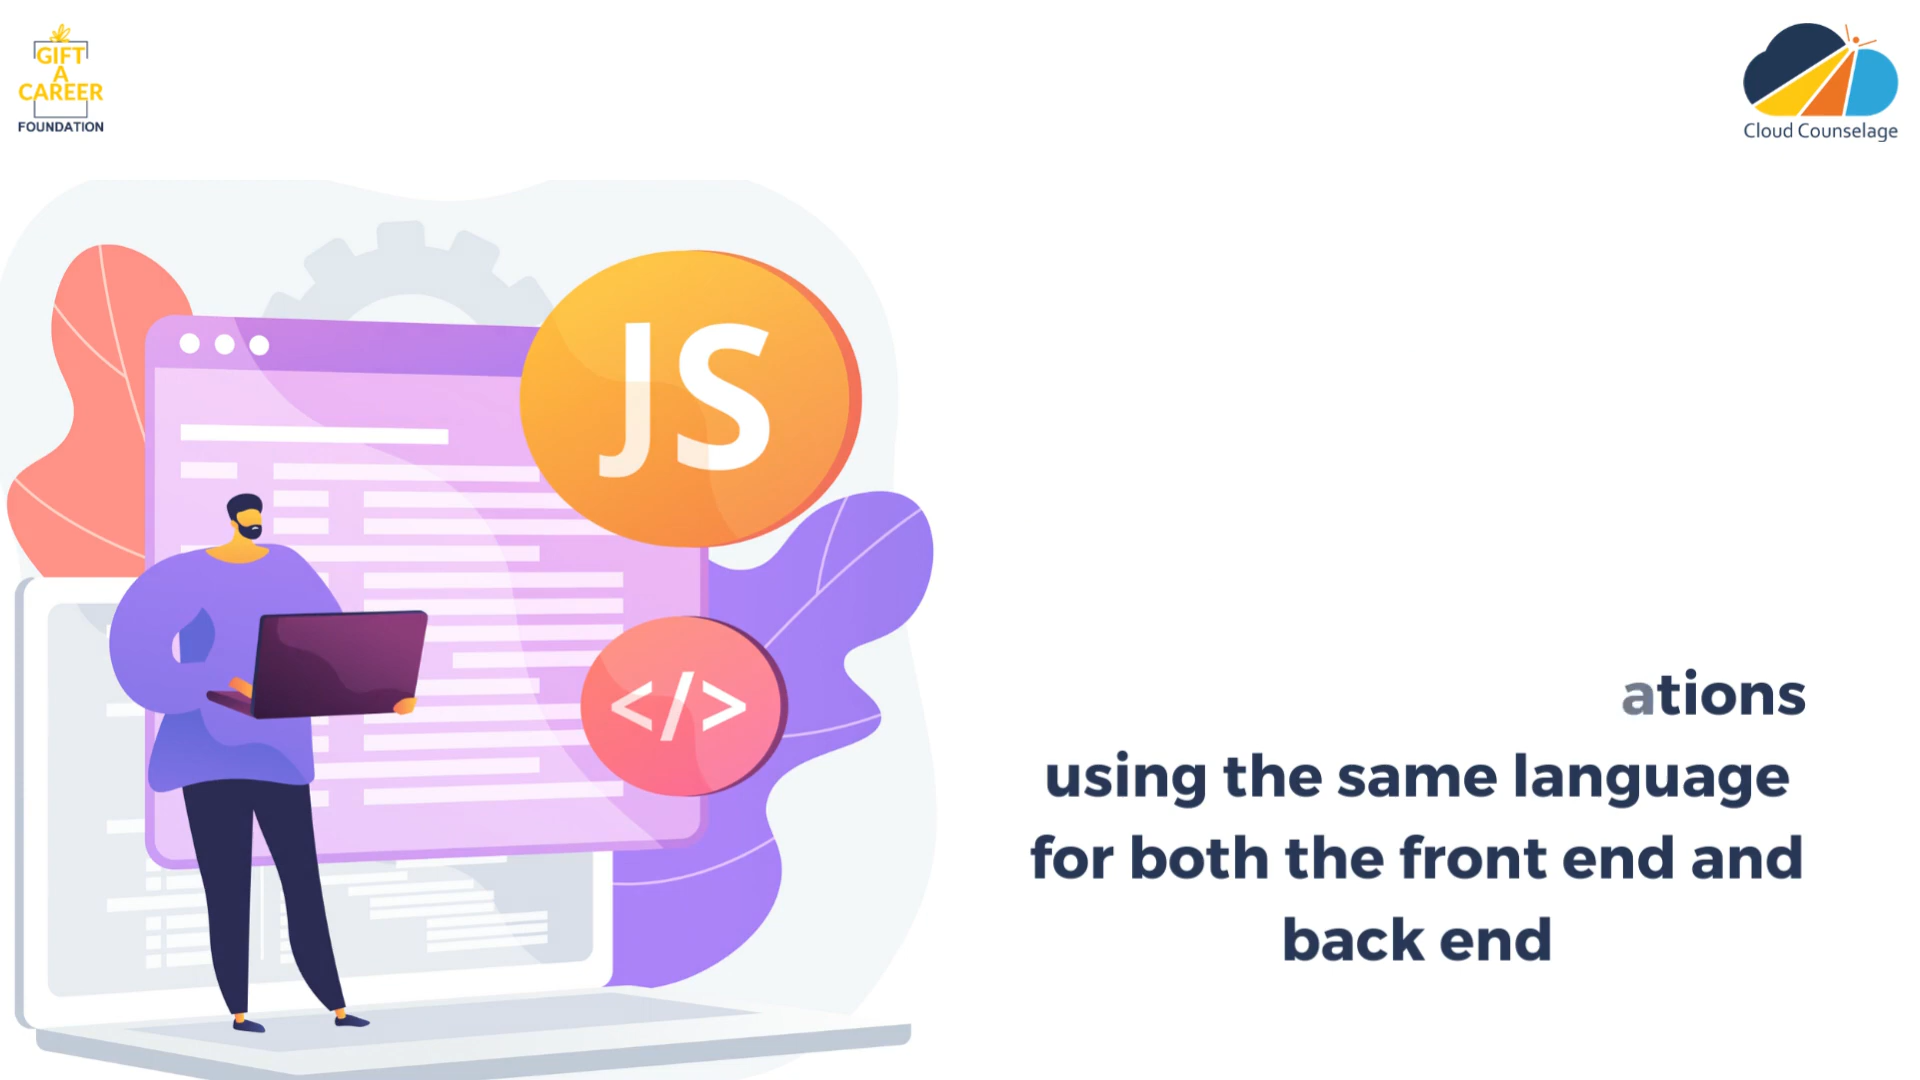 GIFT
A
CAREER
FOUNDATION
Cloud Counselage
JS
</>
ations
using the same language
for both the front end and
back end